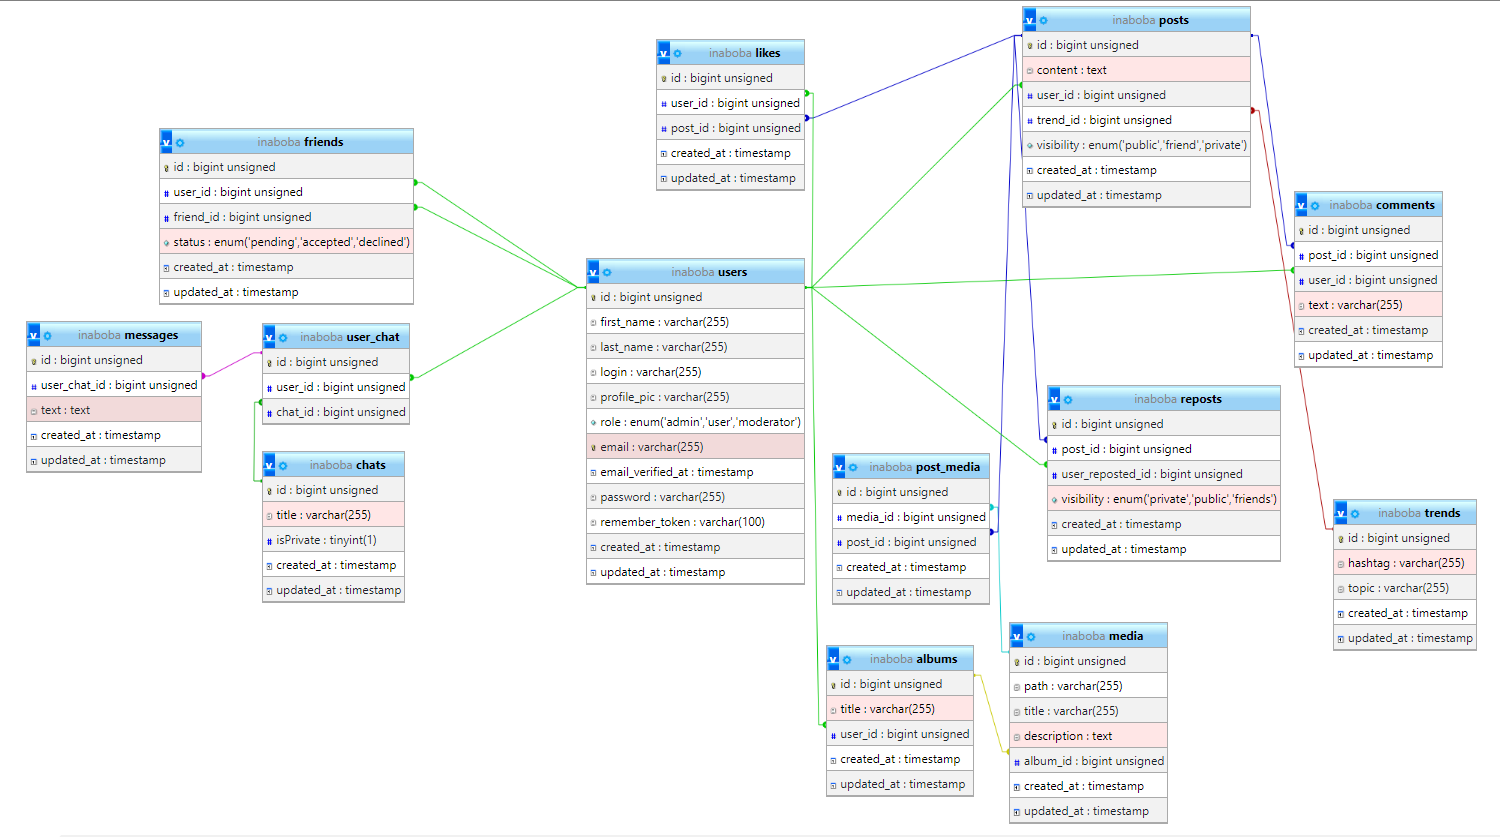 inaboba posts
id : bigint unsigned
content : text
user_id : bigint unsigned
trend_id : bigint unsigned
visibility : enum('public','friend','private')
created_at : timestamp
updated_at : timestamp
inaboba likes
id : bigint unsigned
user_id : bigint unsigned
post_id : bigint unsigned
created_at : timestamp
updated_at : timestamp
inaboba friends
id : bigint unsigned
user_id : bigint unsigned
friend_id : bigint unsigned
status : enum('pending','accepted','declined')
created_at : timestamp
updated_at : timestamp
inaboba comments
id : bigint unsigned
post_id : bigint unsigned
user_id : bigint unsigned
text : varchar(255)
created_at : timestamp
updated_at : timestamp
inaboba users
id : bigint unsigned
first_name : varchar(255)
last_name : varchar(255)
login : varchar(255)
profile_pic : varchar(255)
role : enum('admin','user','moderator')
email : varchar(255)
email_verified_at : timestamp
password : varchar(255)
remember_token : varchar(100)
created_at : timestamp
updated_at : timestamp
inaboba messages
id : bigint unsigned
user_chat_id : bigint unsigned
text : text
created_at : timestamp
updated_at : timestamp
inaboba user_chat
id : bigint unsigned
user_id : bigint unsigned
chat_id : bigint unsigned
inaboba chats
id : bigint unsigned
title : varchar(255)
isPrivate : tinyint(1)
created_at : timestamp
updated_at : timestamp
inaboba reposts
id : bigint unsigned
post_id : bigint unsigned
user_reposted_id : bigint unsigned
visibility : enum('private','public','friends')
created_at : timestamp
updated_at : timestamp
inaboba post_media
id : bigint unsigned
media_id : bigint unsigned
post_id : bigint unsigned
created_at : timestamp
updated_at : timestamp
inaboba trends
id : bigint unsigned
hashtag : varchar(255)
topic : varchar(255)
created_at : timestamp
updated_at : timestamp
inaboba albums
id : bigint unsigned
title : varchar(255)
user_id : bigint unsigned
created_at : timestamp
updated_at : timestamp
inaboba media
id : bigint unsigned
path : varchar(255)
title : varchar(255)
description : text
album_id : bigint unsigned
created_at : timestamp
updated_at : timestamp